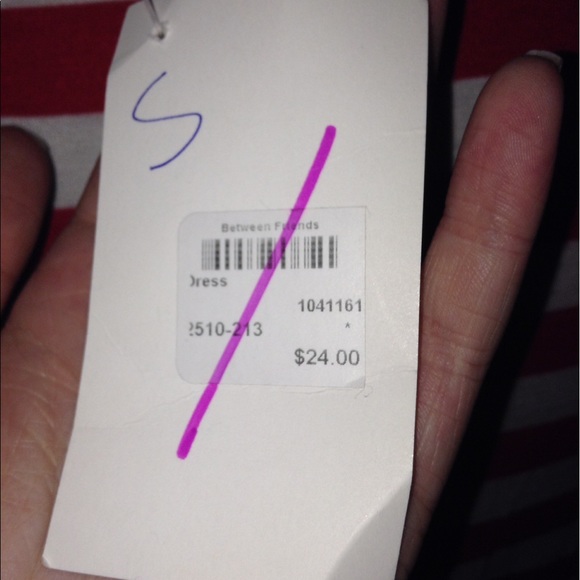 S
Between Friends
Dress
1041161
2510-213
^
$24.00